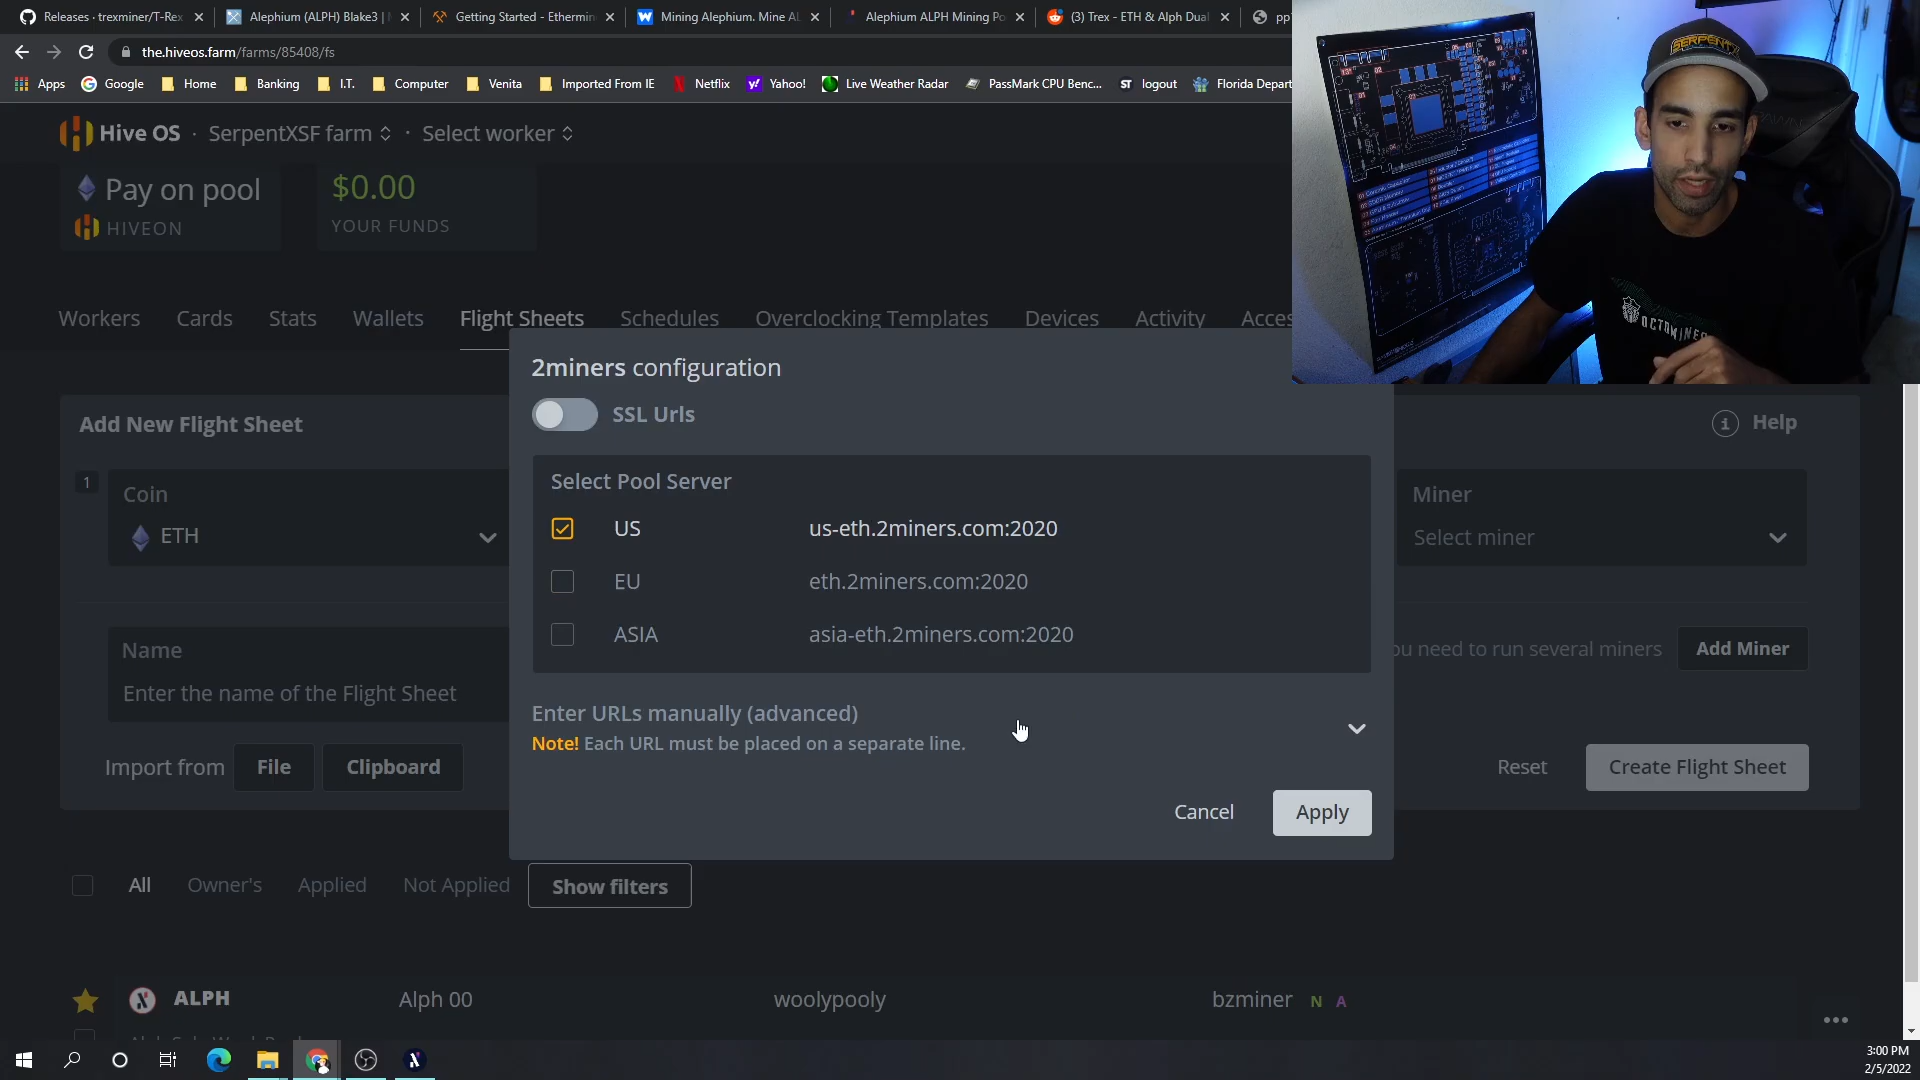 Releases · trexminer/T-Rex
Alephium (ALPH) Blake3 |
Getting Started - Ethermin
Mining Alephium. Mine AL
Alephium ALPH Mining Po
(3) Trex - ETH & Alph Dual
the.hiveos.farm/farms/85408/fs
Apps
Google
Home
Banking
I.T.
Computer
Venita
Imported From IE
Netflix
Yahoo!
Live Weather Radar
PassMark CPU Benc...
ST logout
Florida Depart
SERPENTX
OCTOMINER
Hive OS · SerpentXSF farm · Select worker
Pay on pool
HIVEON
$0.00
YOUR FUNDS
Workers
Cards
Stats
Wallets
Flight Sheets
Schedules
Overclocking Templates
Devices
Activity
Acces
2miners configuration
SSL Urls
Select Pool Server
US us-eth.2miners.com:2020
EU eth.2miners.com:2020
ASIA asia-eth.2miners.com:2020
Enter URLs manually (advanced)
Note! Each URL must be placed on a separate line.
Cancel
Apply
Add New Flight Sheet
Help
1
Coin
ETH
Miner
Select miner
Name
Enter the name of the Flight Sheet
ou need to run several miners
Add Miner
Import from
File
Clipboard
Reset
Create Flight Sheet
All
Owner's
Applied
Not Applied
Show filters
ALPH
Alph 00
woolypooly
bzminer N A
3:00 PM
2/5/2022